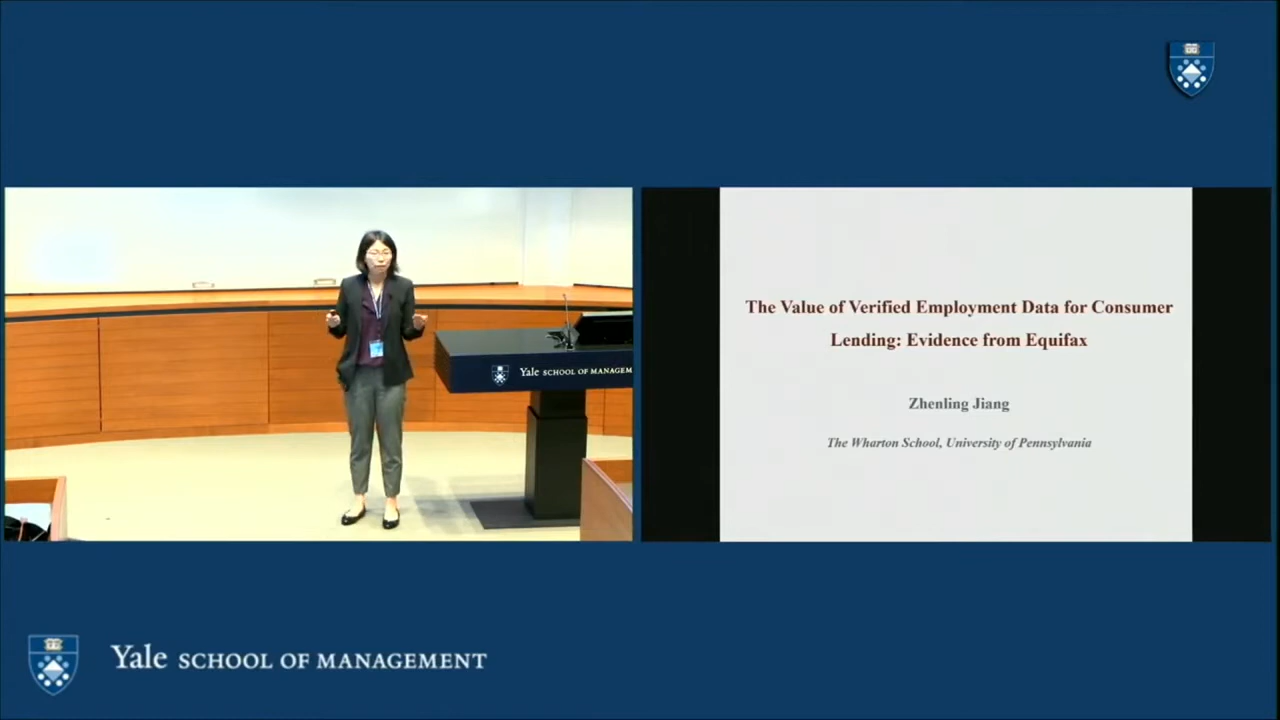 The Value of Verified Employment Data for Consumer
Lending: Evidence from Equifax
Zhenling Jiang
The Wharton School, University of Pennsylvania
Yale SCHOOL OF MANAGEM
Yale SCHOOL OF MANAGEMENT